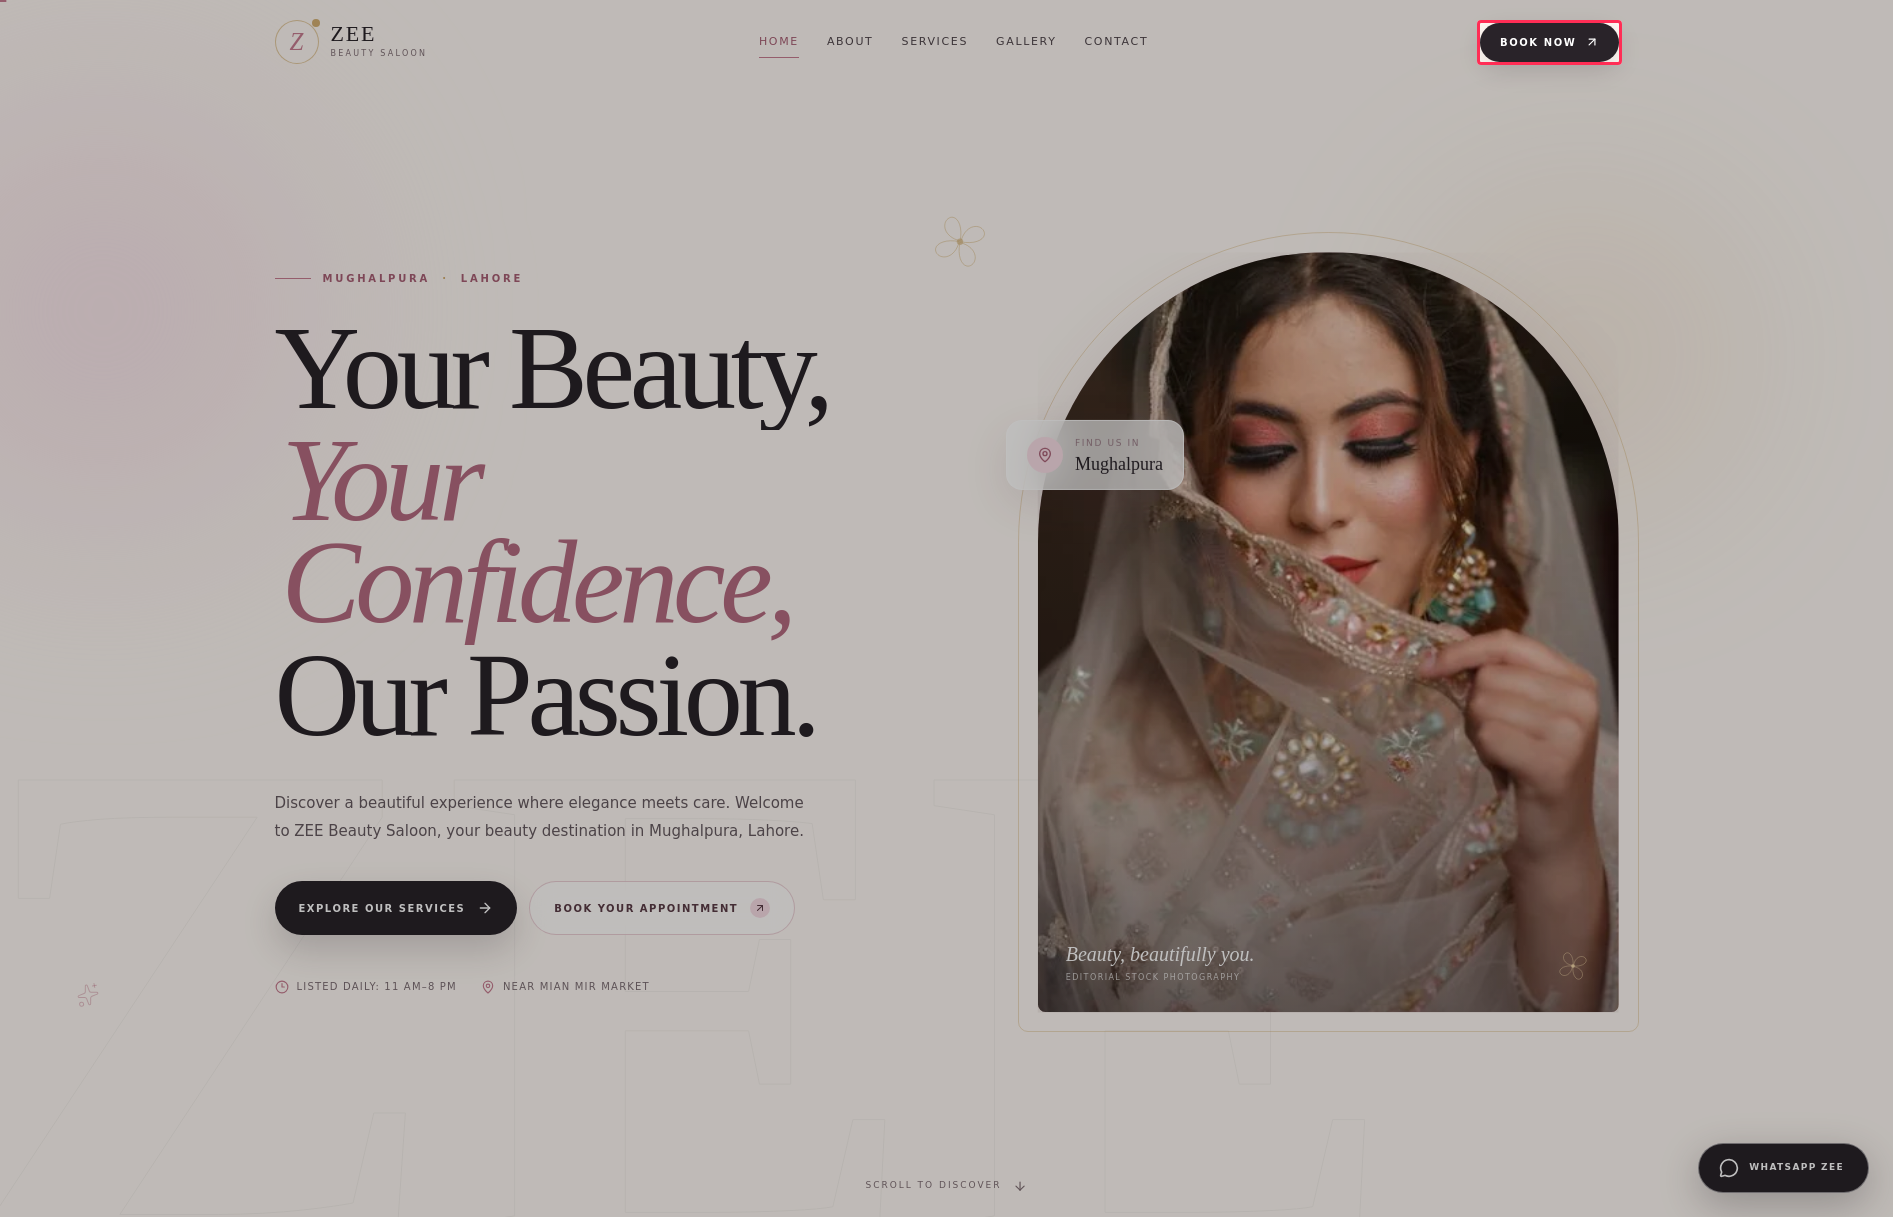 Z
ZEE
BEAUTY SALOON
HOME
ABOUT
SERVICES
GALLERY
CONTACT
BOOK NOW
MUGHALPURA · LAHORE
Your Beauty,
Your
Confidence,
Our Passion.
Discover a beautiful experience where elegance meets care. Welcome
to ZEE Beauty Saloon, your beauty destination in Mughalpura, Lahore.
EXPLORE OUR SERVICES
BOOK YOUR APPOINTMENT
LISTED DAILY: 11 AM–8 PM
NEAR MIAN MIR MARKET
FIND US IN
Mughalpura
Beauty, beautifully you.
EDITORIAL STOCK PHOTOGRAPHY
ZEE
SCROLL TO DISCOVER
WHATSAPP ZEE